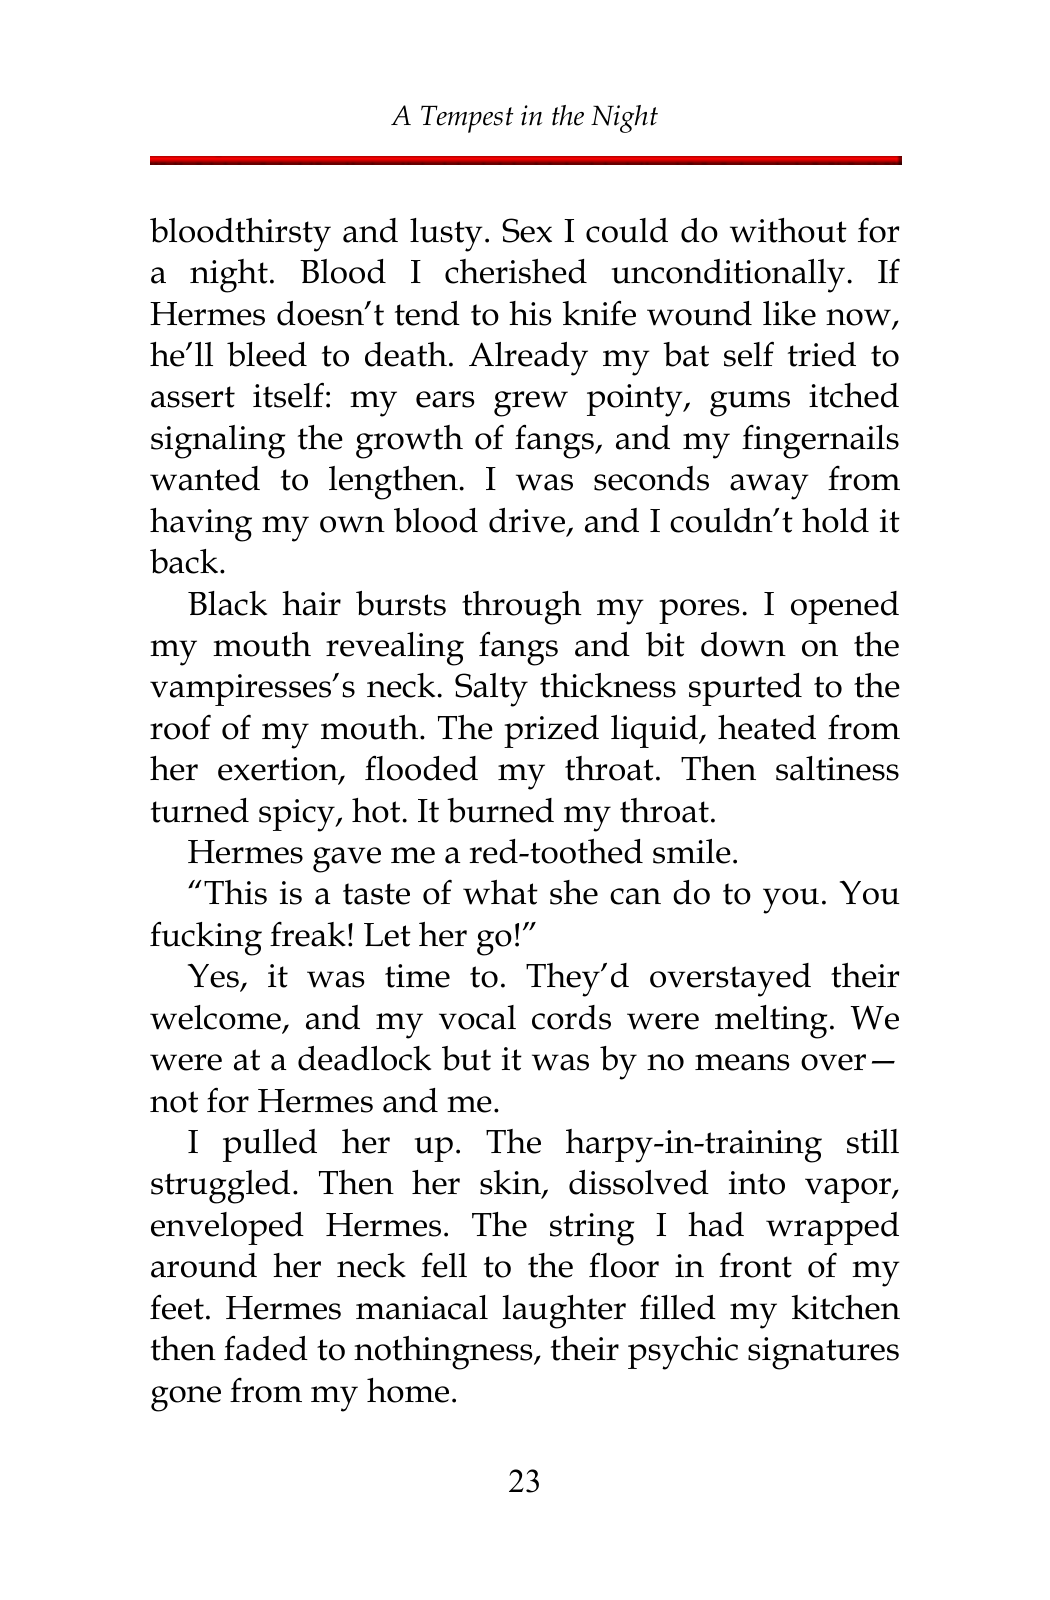 A Tempest in the Night
bloodthirsty and lusty. Sex I could do without for
a night. Blood I cherished unconditionally. If
Hermes doesn’t tend to his knife wound like now,
he’ll bleed to death. Already my bat self tried to
assert itself: my ears grew pointy, gums itched
signaling the growth of fangs, and my fingernails
wanted to lengthen. I was seconds away from
having my own blood drive, and I couldn’t hold it
back.
Black hair bursts through my pores. I opened
my mouth revealing fangs and bit down on the
vampiresses’s neck. Salty thickness spurted to the
roof of my mouth. The prized liquid, heated from
her exertion, flooded my throat. Then saltiness
turned spicy, hot. It burned my throat.
Hermes gave me a red-toothed smile.
“This is a taste of what she can do to you. You
fucking freak! Let her go!”
Yes, it was time to. They’d overstayed their
welcome, and my vocal cords were melting. We
were at a deadlock but it was by no means over—
not for Hermes and me.
I pulled her up. The harpy-in-training still
struggled. Then her skin, dissolved into vapor,
enveloped Hermes. The string I had wrapped
around her neck fell to the floor in front of my
feet. Hermes maniacal laughter filled my kitchen
then faded to nothingness, their psychic signatures
gone from my home.
23